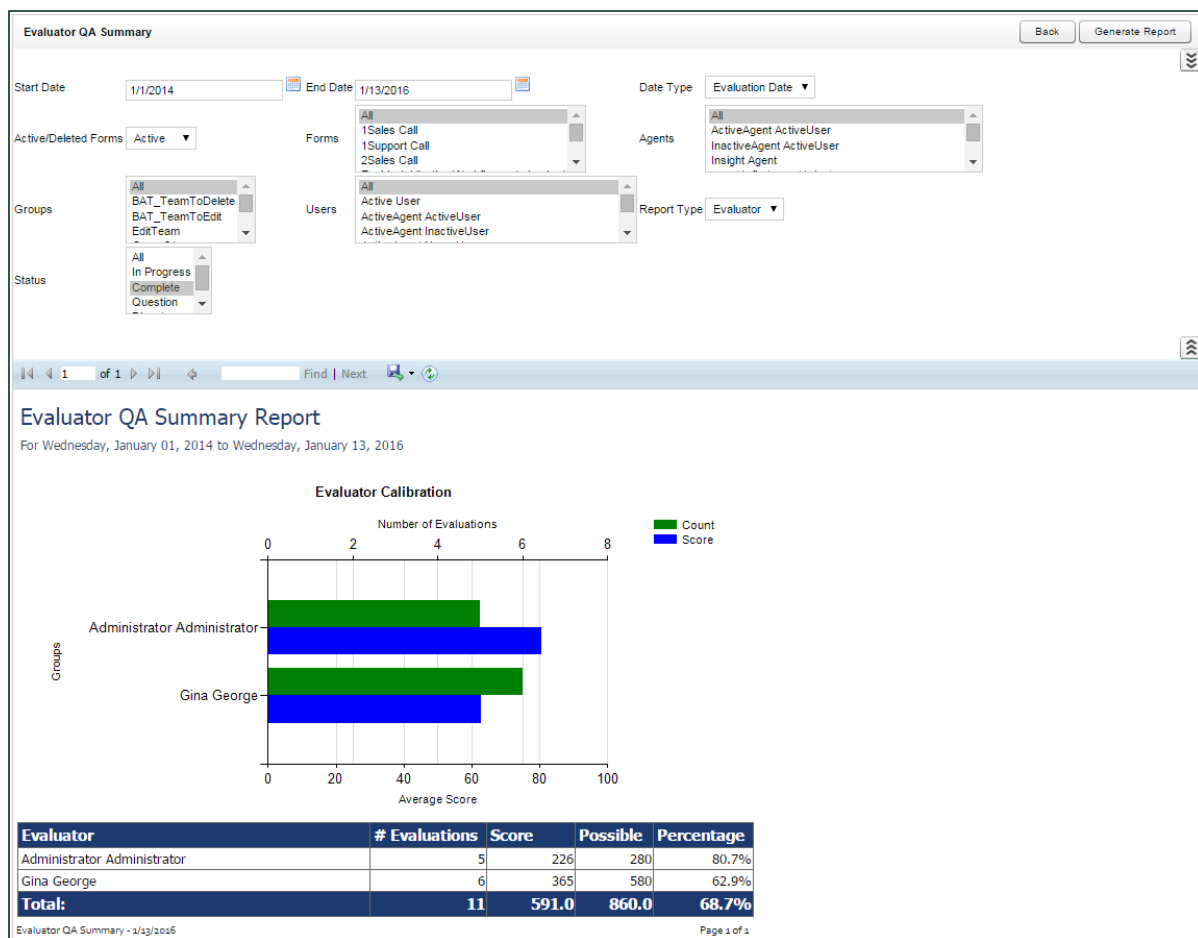 Evaluator QA Summary Back Generate Report
Start Date 1/1/2014 End Date 1/13/2016 Date Type Evaluation Date
Active/Deleted Forms Active Forms All
1Sales Call
1Support Call
2Sales Call
Agents All
ActiveAgent ActiveUser
InactiveAgent ActiveUser
Insight Agent
Groups All
BAT_TeamToDelete
BAT_TeamToEdit
EditTeam
Users All
Active User
ActiveAgent ActiveUser
ActiveAgent InactiveUser
Report Type Evaluator
Status All
In Progress
Complete
Question
1 of 1 Find | Next
Evaluator QA Summary Report
For Wednesday, January 01, 2014 to Wednesday, January 13, 2016
Evaluator Calibration
Number of Evaluations
Count
Score
0 2 4 6 8
Administrator Administrator
Groups
Gina George
0 20 40 60 80 100
Average Score
Evaluator # Evaluations Score Possible Percentage
Administrator Administrator 5 226 280 80.7%
Gina George 6 365 580 62.9%
Total: 11 591.0 860.0 68.7%
Evaluator QA Summary - 1/13/2016 Page 1 of 1